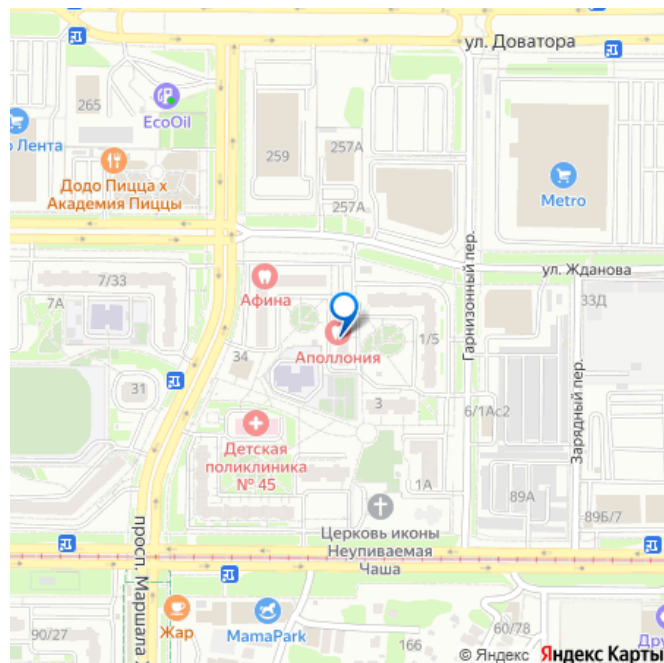 ул. Доватора
265
EcoOil
Лента
259
257А
Додо Пицца х
Академия Пиццы
Metro
257А
Гарнизонный пер.
ул. Жданова
7/33
Афина
7А
33Д
Аполлония
1/5
34
31
3
6/1Ас2
Зарядный пер.
Детская
поликлиника
№ 45
1А
89А
89Б/7
Церковь иконы
Неупиваемая
Чаша
просп. Маршала
Жар
MamaPark
90/27
166
60/78
© Яндекс Яндекс Карты